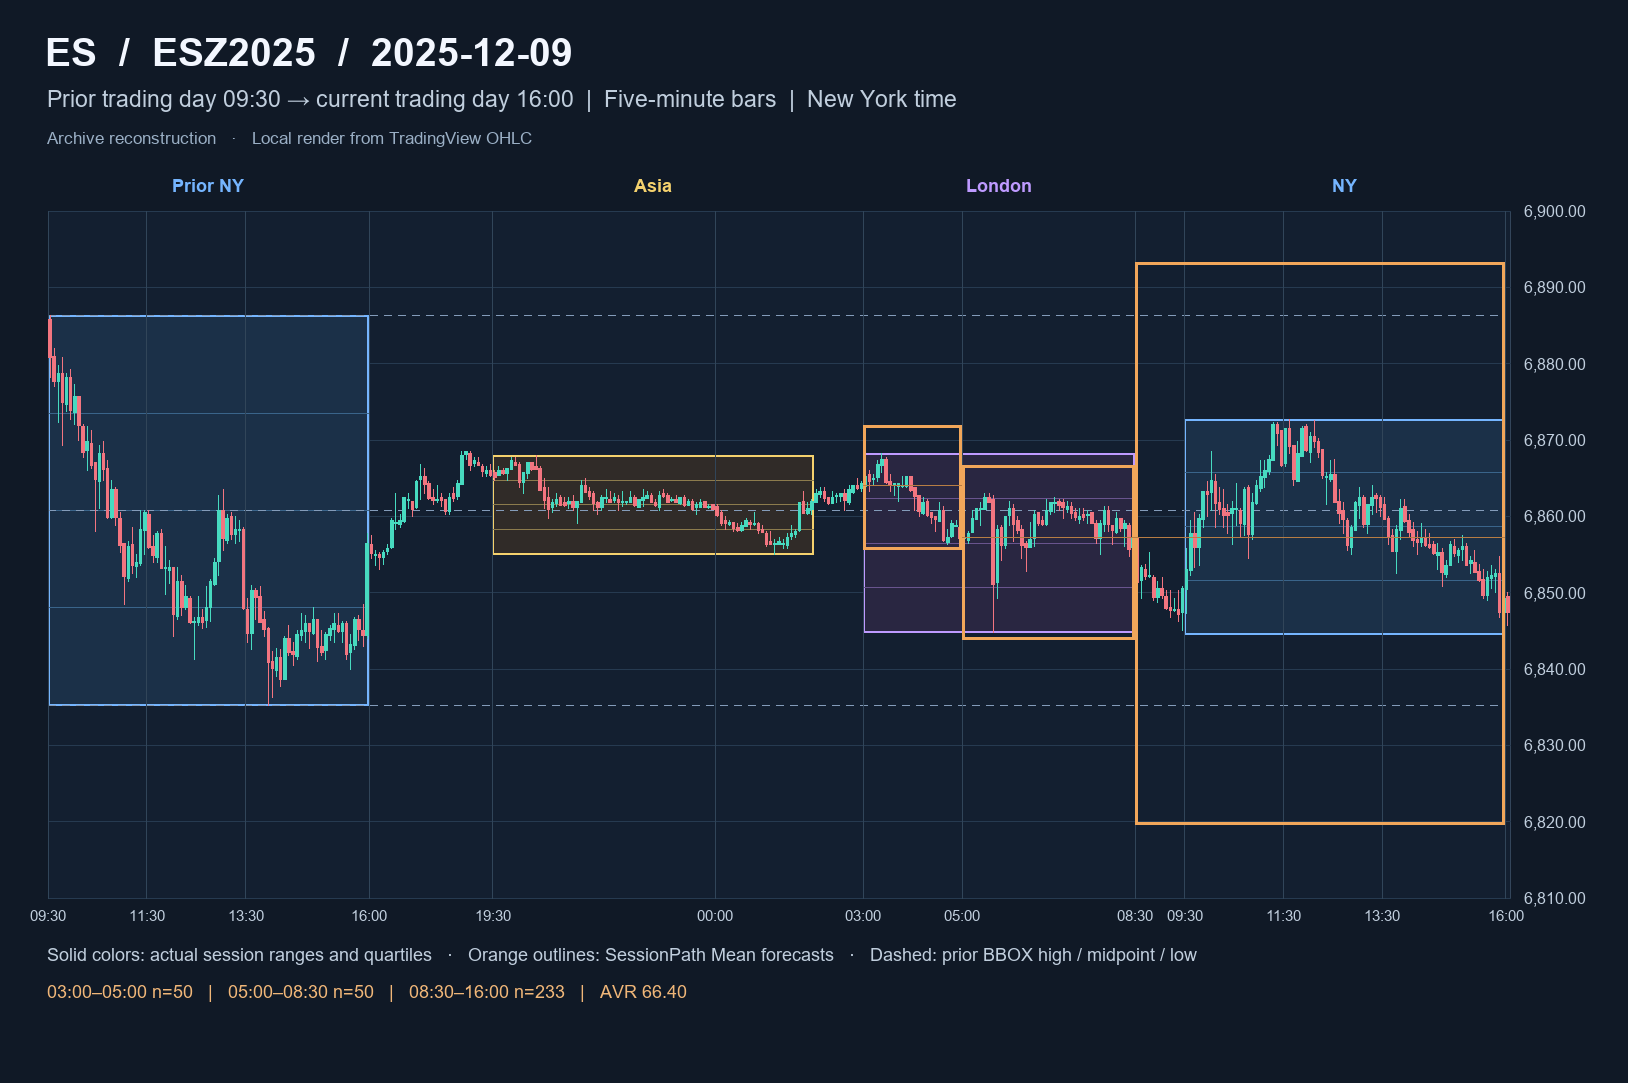 ES / ESZ2025 / 2025-12-09
Prior trading day 09:30 → current trading day 16:00 | Five-minute bars | New York time
Archive reconstruction · Local render from TradingView OHLC
Prior NY Asia London NY
6,900.00
6,890.00
6,880.00
6,870.00
6,860.00
6,850.00
6,840.00
6,830.00
6,820.00
6,810.00
09:30 11:30 13:30 16:00 19:30 00:00 03:00 05:00 08:30 09:30 11:30 13:30 16:00
Solid colors: actual session ranges and quartiles · Orange outlines: SessionPath Mean forecasts · Dashed: prior BBOX high / midpoint / low
03:00–05:00 n=50 | 05:00–08:30 n=50 | 08:30–16:00 n=233 | AVR 66.40